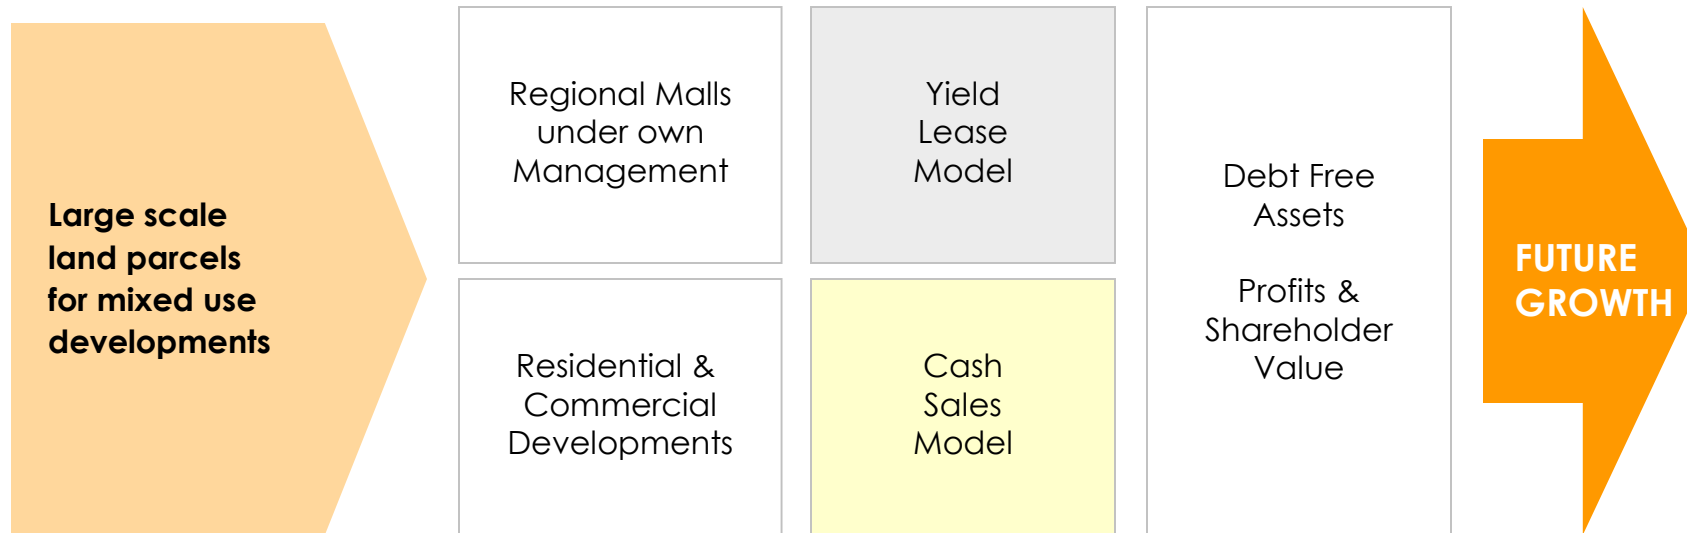 Large scale
land parcels
for mixed use
developments
Regional Malls
under own
Management
Residential &
Commercial
Developments
Yield
Lease
Model
Cash
Sales
Model
Debt Free
Assets
Profits &
Shareholder
Value
FUTURE
GROWTH